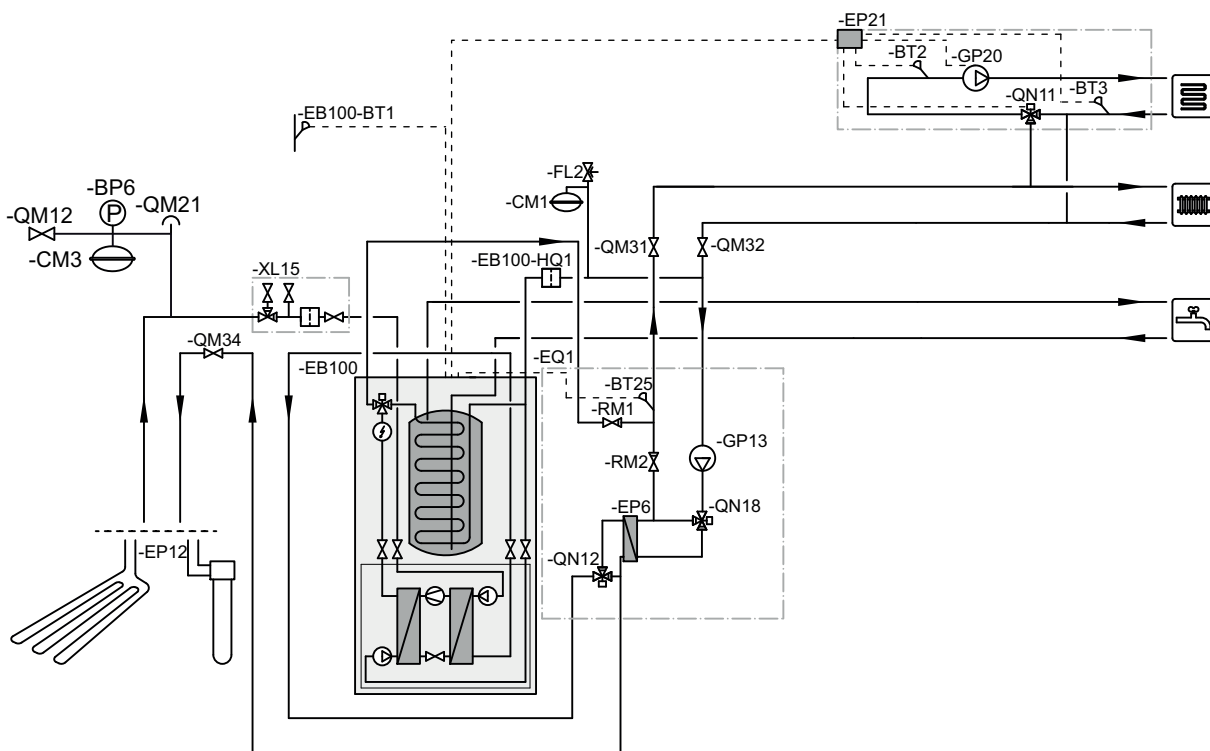 -EP21
-BT2
-GP20
-QN11
-BT3
-EB100-BT1
-FL2
-CM1
-BP6
P
-QM21
-QM12
-CM3
-QM31
-QM32
-XL15
-EB100-HQ1
-QM34
-EB100
-EQ1
-BT25
-RM1
-GP13
-RM2
-EP6
-QN18
-EP12
-QN12